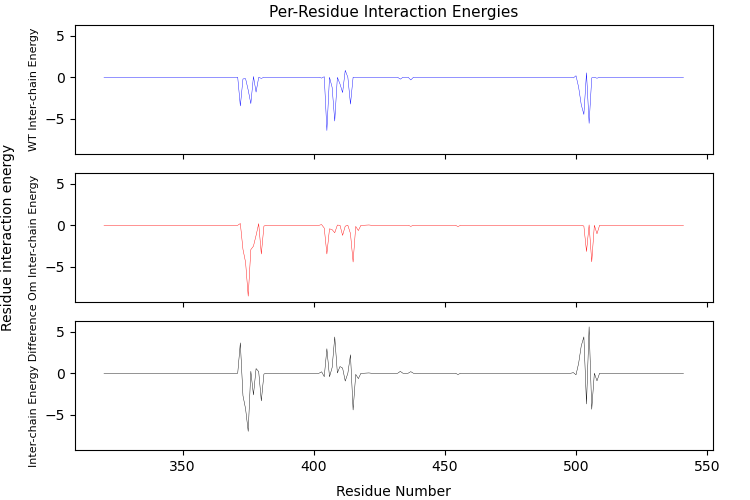 Per-Residue Interaction Energies
Residue interaction energy
WT Inter-chain Energy
5
0
−5
Om Inter-chain Energy
5
0
−5
Inter-chain Energy Difference
5
0
−5
350
400
450
500
550
Residue Number